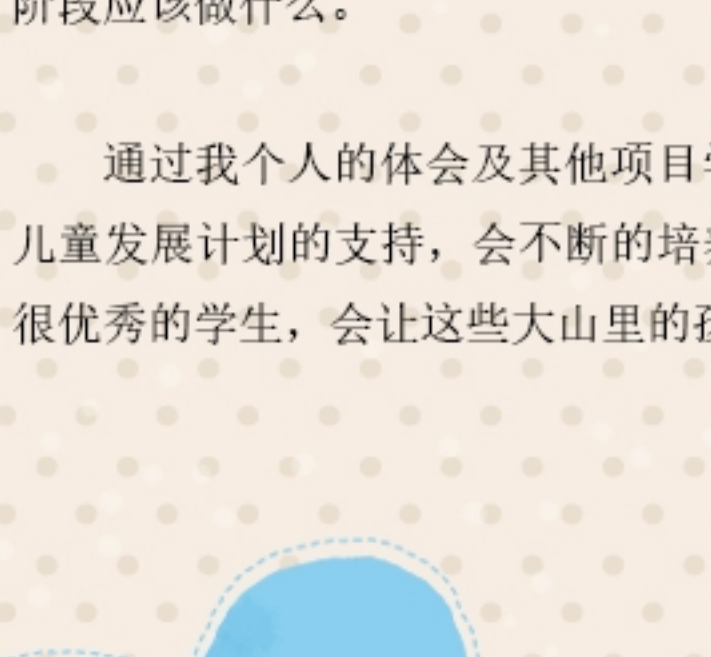 阶段应该做什么。
通过我个人的体会及其他项目
儿童发展计划的支持，会不断的培
很优秀的学生，会让这些大山里的